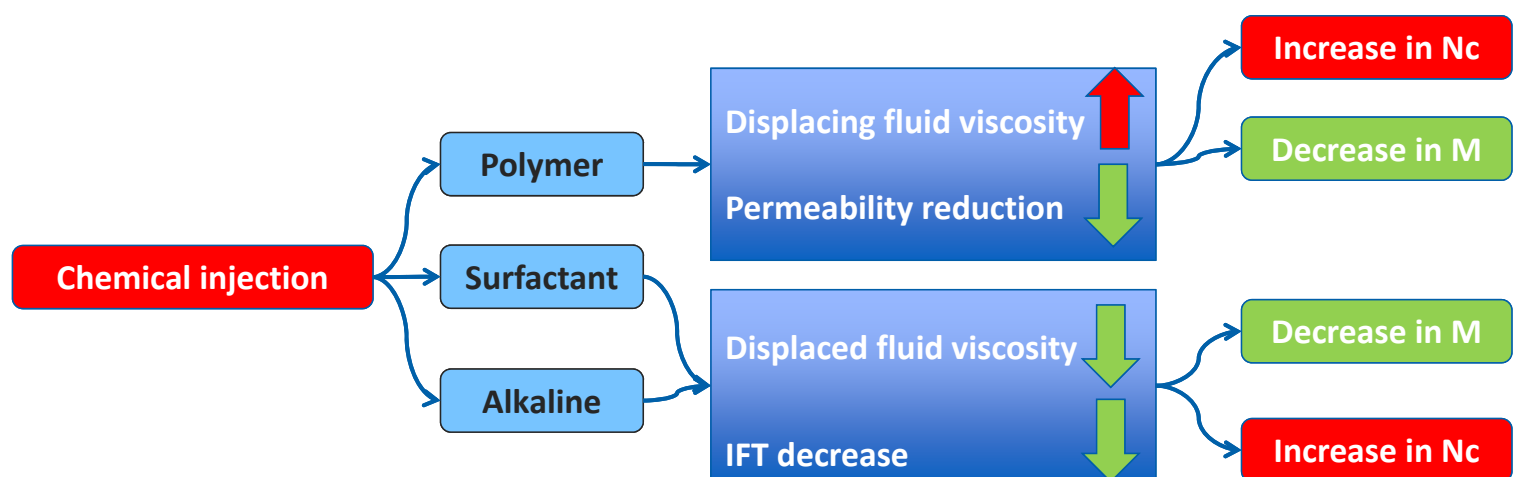 Chemical injection
Polymer
Surfactant
Alkaline
Displacing fluid viscosity
Permeability reduction
Displaced fluid viscosity
IFT decrease
Increase in Nc
Decrease in M
Decrease in M
Increase in Nc